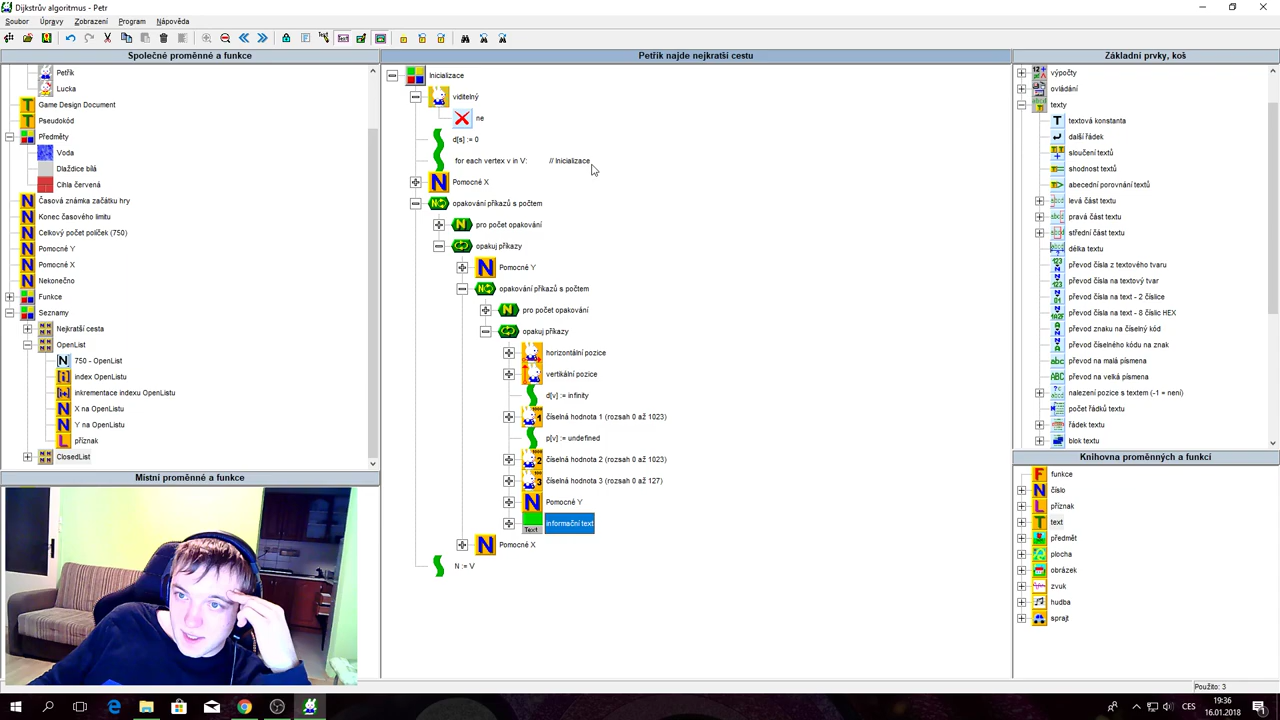 Dijkstrův algoritmus - Petr
Soubor Úpravy Zobrazení Program Nápověda
Společné proměnné a funkce
Petřík najde nejkratší cestu
Základní prvky, koš
Petřík
Lucka
Game Design Document
Pseudokód
Předměty
Voda
Dlaždice bílá
Cihla červená
Časová známka začátku hry
Konec časového limitu
Celkový počet políček (750)
Pomocné Y
Pomocné X
Nekonečno
Funkce
Seznamy
Nejkratší cesta
OpenList
750 - OpenList
index OpenListu
inkrementace indexu OpenListu
X na OpenListu
Y na OpenListu
příznak
ClosedList
Místní proměnné a funkce
Inicializace
viditelný
ne
d[s] := 0
for each vertex v in V: // Inicializace
Pomocné X
opakování příkazů s počtem
pro počet opakování
opakuj příkazy
Pomocné Y
opakování příkazů s počtem
pro počet opakování
opakuj příkazy
horizontální pozice
vertikální pozice
d[v] := infinity
číselná hodnota 1 (rozsah 0 až 1023)
p[v] := undefined
číselná hodnota 2 (rozsah 0 až 1023)
číselná hodnota 3 (rozsah 0 až 127)
Pomocné Y
Text informační text
Pomocné X
N := V
výpočty
ovládání
texty
textová konstanta
další řádek
sloučení textů
shodnost textů
abecední porovnání textů
levá část textu
pravá část textu
střední část textu
délka textu
převod čísla z textového tvaru
převod čísla na textový tvar
převod čísla na text - 2 číslice
převod čísla na text - 8 číslic HEX
převod znaku na číselný kód
převod číselného kódu na znak
převod na malá písmena
převod na velká písmena
nalezení pozice s textem (-1 = není)
počet řádků textu
řádek textu
blok textu
Knihovna proměnných a funkcí
funkce
číslo
příznak
text
předmět
plocha
obrázek
zvuk
hudba
sprajt
Použito: 3
CES
19:36
16.01.2018